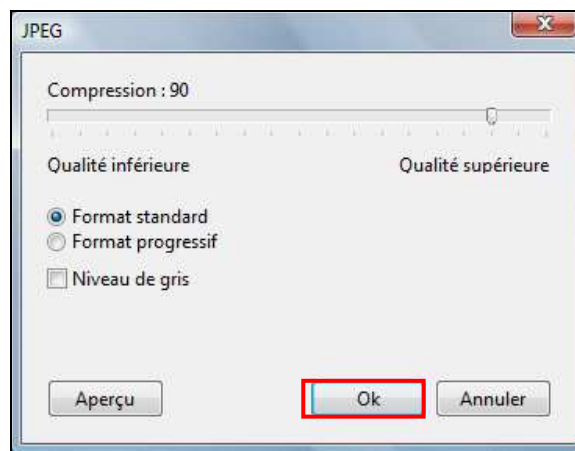 JPEG
Compression : 90
Qualité inférieure Qualité supérieure
Format standard
Format progressif
Niveau de gris
Aperçu Ok Annuler